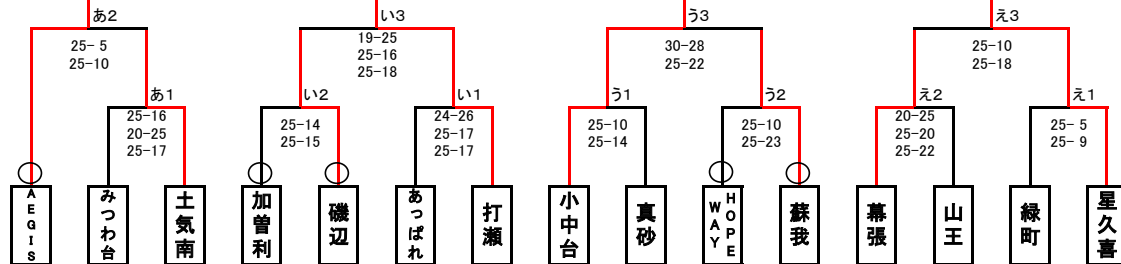 あ2
い3
う3
え3
25- 5
25-10
19-25
25-16
25-18
30-28
25-22
25-10
25-18
あ1
い2
い1
う1
う2
え2
え1
25-16
20-25
25-17
25-14
25-15
24-26
25-17
25-17
25-10
25-14
25-10
25-23
20-25
25-20
25-22
25- 5
25- 9
AEGIS
みつわ台
土気南
加曽利
磯辺
あっぱれ
打瀬
小中台
真砂
HOPE
WAY
蘇我
幕張
山王
緑町
星久喜